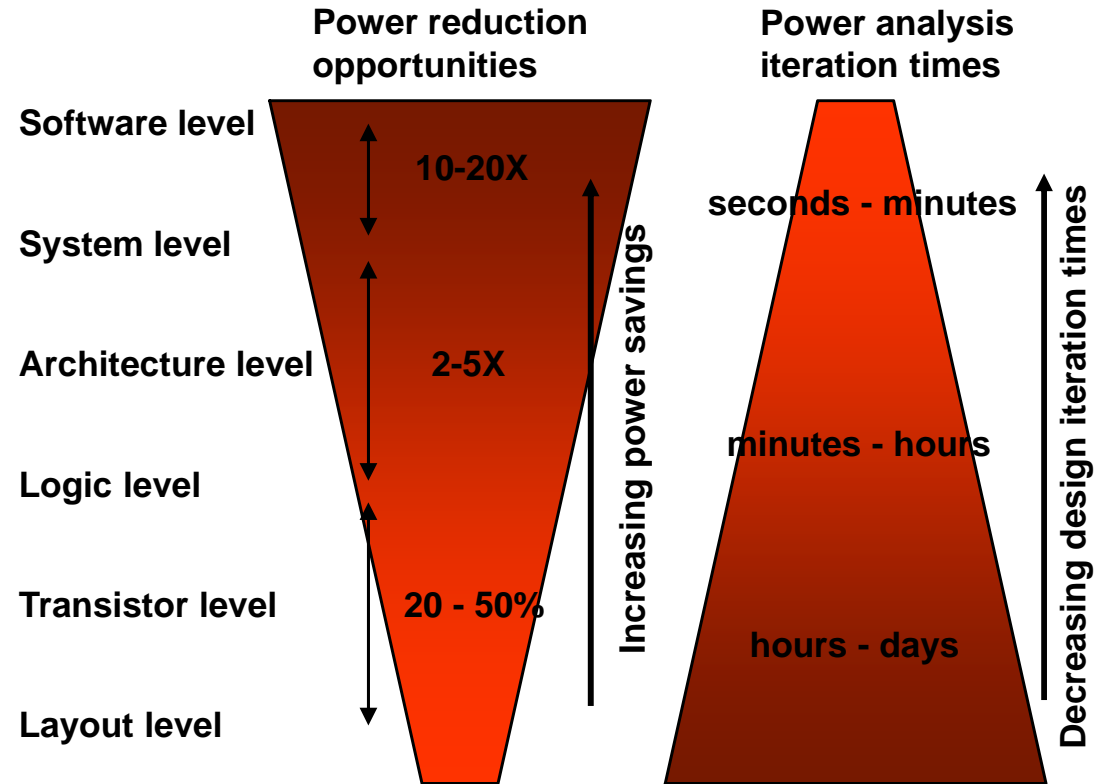 Power reduction
opportunities
Power analysis
iteration times
Software level
10-20X
seconds - minutes
System level
Architecture level
2-5X
minutes - hours
Logic level
Transistor level
20 - 50%
hours - days
Layout level
Increasing power savings
Decreasing design iteration times